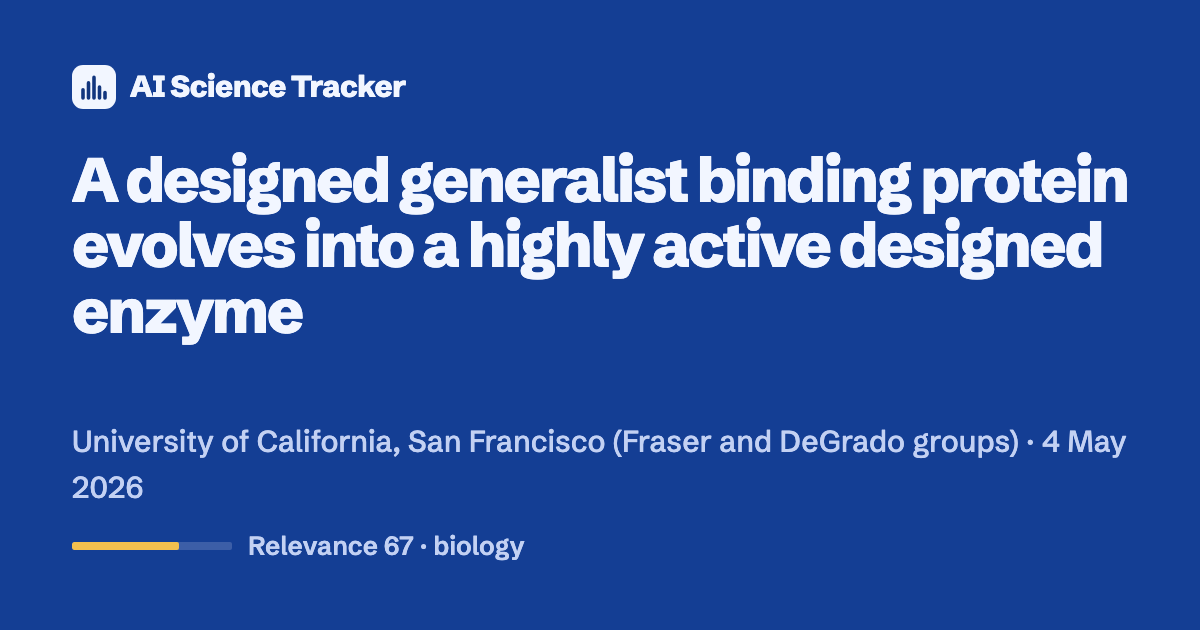 AI Science Tracker
A designed generalist binding protein
evolves into a highly active designed
enzyme
University of California, San Francisco (Fraser and DeGrado groups) · 4 May
2026
Relevance 67 · biology